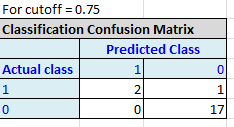 For cutoff = 0.75
Classification Confusion Matrix
Predicted Class
Actual class 1 0
1 2 1
0 0 17